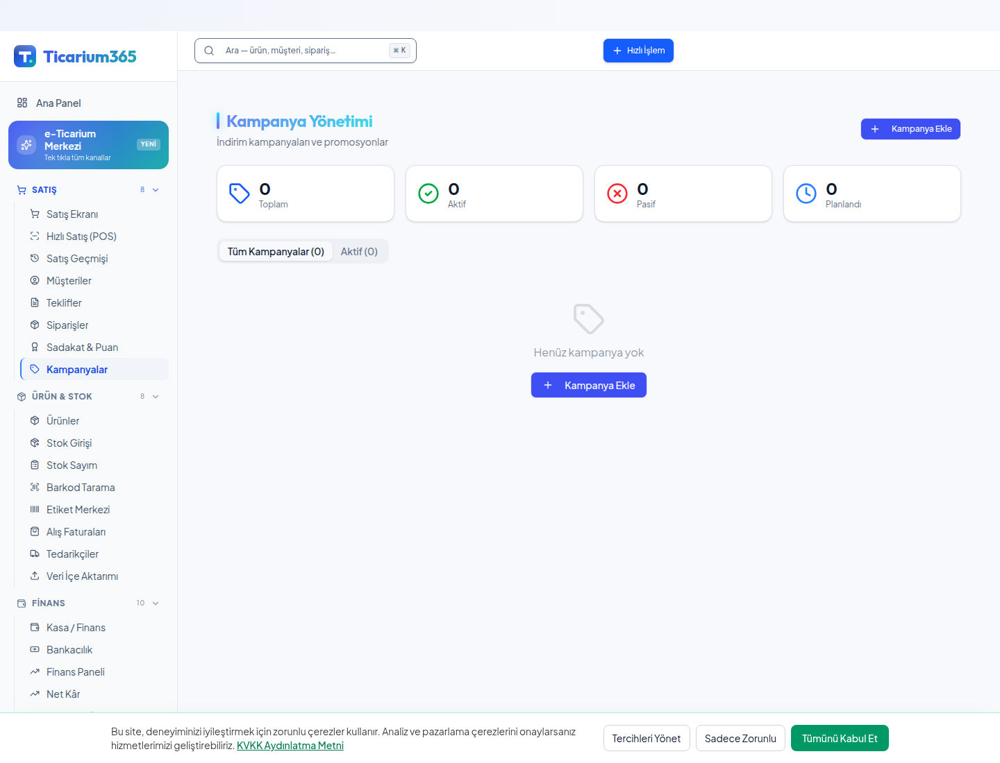 Ticarium365
Ara — ürün, müşteri, sipariş...
⌘ K
Hızlı İşlem
Ana Panel
e-Ticarium
Merkezi
YENİ
Tek tıkla tüm kanallar
SATIŞ 8
Satış Ekranı
Hızlı Satış (POS)
Satış Geçmişi
Müşteriler
Teklifler
Siparişler
Sadakat & Puan
Kampanyalar
ÜRÜN & STOK 8
Ürünler
Stok Girişi
Stok Sayım
Barkod Tarama
Etiket Merkezi
Alış Faturaları
Tedarikçiler
Veri İçe Aktarımı
FİNANS 10
Kasa / Finans
Bankacılık
Finans Paneli
Net Kâr
Kampanya Yönetimi
İndirim kampanyaları ve promosyonlar
Kampanya Ekle
0
Toplam
0
Aktif
0
Pasif
0
Planlandı
Tüm Kampanyalar (0) Aktif (0)
Henüz kampanya yok
Kampanya Ekle
Bu site, deneyiminizi iyileştirmek için zorunlu çerezler kullanır. Analiz ve pazarlama çerezlerini onaylarsanız
hizmetlerimizi geliştirebiliriz. KVKK Aydınlatma Metni
Tercihleri Yönet
Sadece Zorunlu
Tümünü Kabul Et